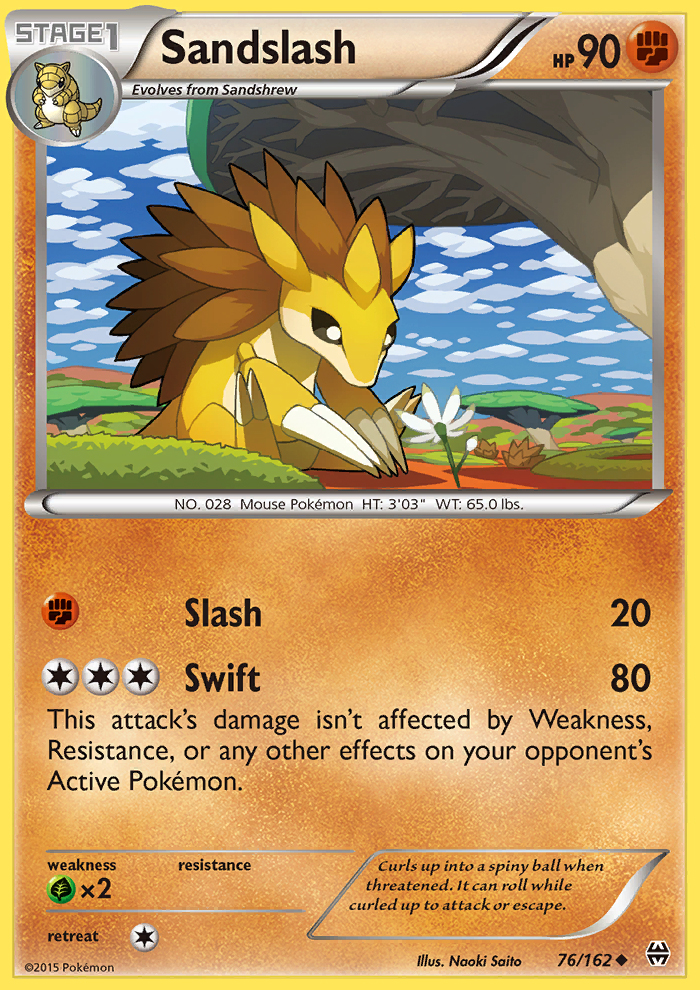 STAGE1
Sandslash
HP 90
Evolves from Sandshrew
NO. 028 Mouse Pokémon HT: 3'03" WT: 65.0 lbs.
Slash 20
Swift 80
This attack's damage isn't affected by Weakness,
Resistance, or any other effects on your opponent's
Active Pokémon.
weakness resistance
×2
retreat
Curls up into a spiny ball when
threatened. It can roll while
curled up to attack or escape.
Illus. Naoki Saito 76/162
©2015 Pokémon